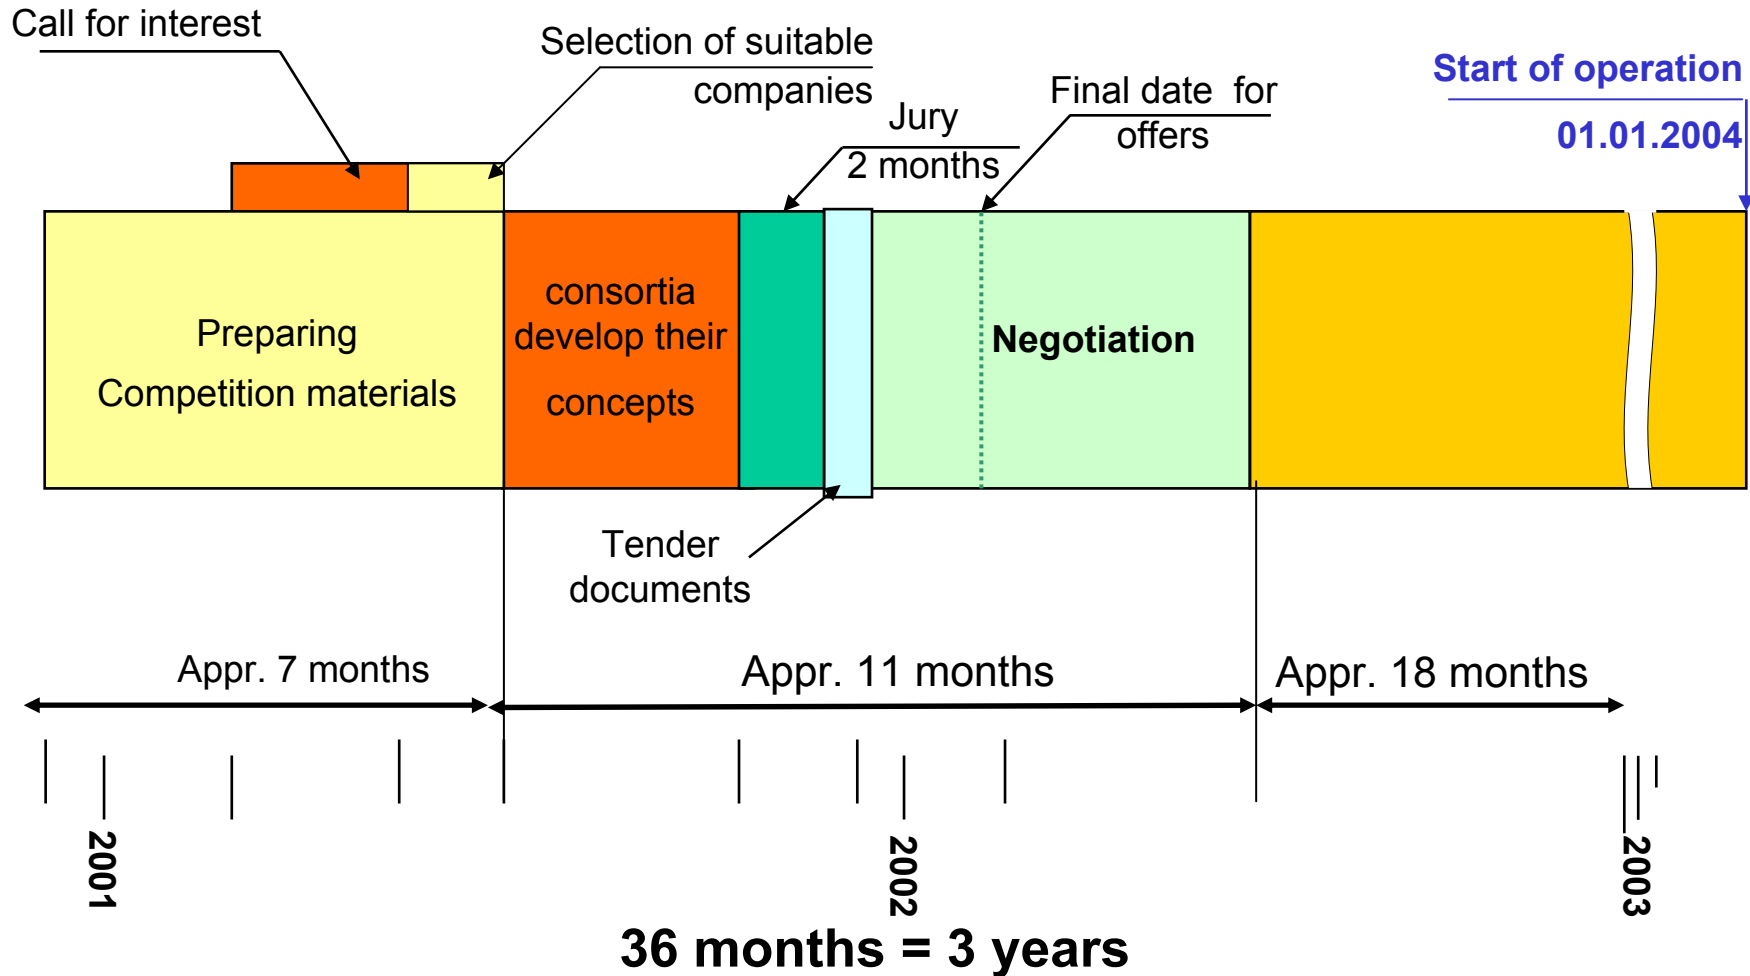 Call for interest
Selection of suitable
companies
Jury
2 months
Final date for
offers
Start of operation
01.01.2004
Preparing
Competition materials
consortia
develop their
concepts
Negotiation
Tender
documents
Appr. 7 months
Appr. 11 months
Appr. 18 months
2001
2002
2003
36 months = 3 years